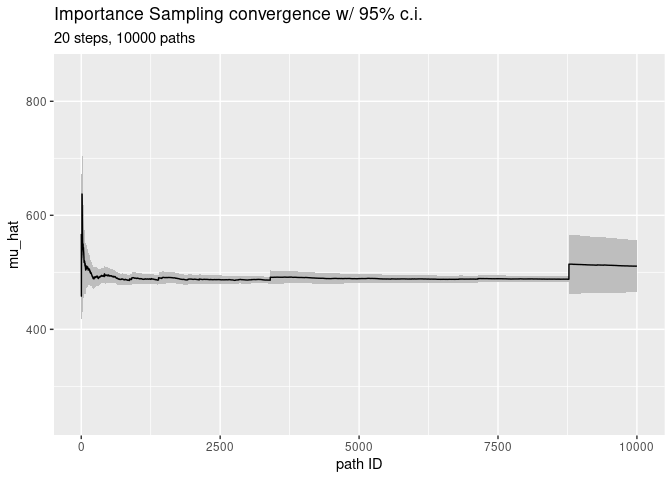 Importance Sampling convergence w/ 95% c.i.
20 steps, 10000 paths
800
600
400
mu_hat
0 2500 5000 7500 10000
path ID